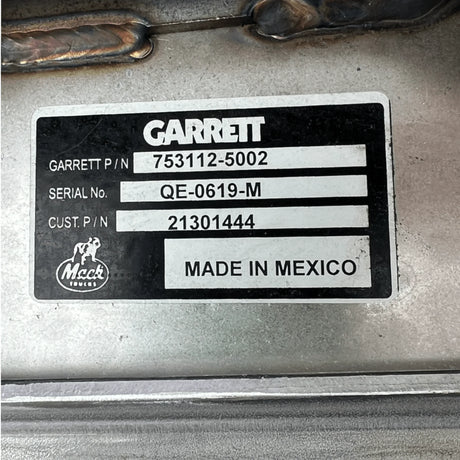 GARRETT
GARRETT P/N 753112-5002
SERIAL No. QE-0619-M
CUST. P/N 21301444
Mack
TRUCKS
MADE IN MEXICO